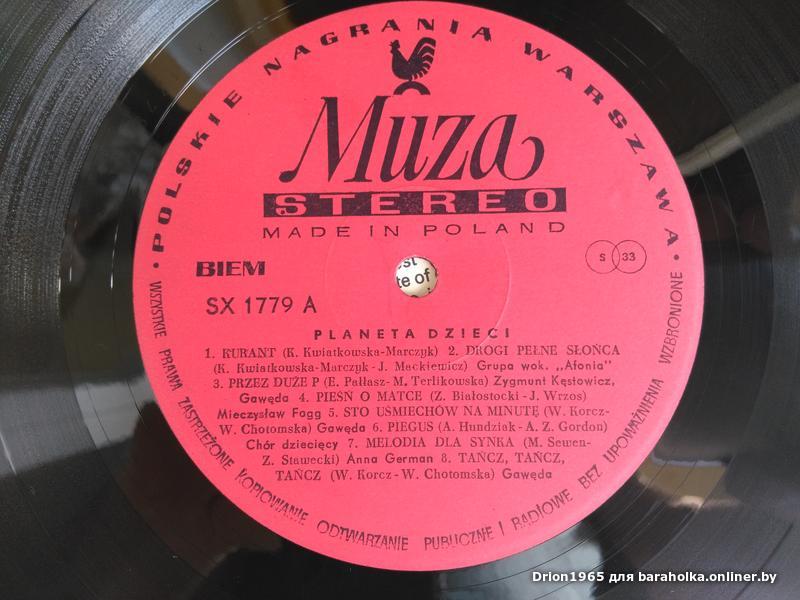 • POLSKIE NAGRANIA WARSZAWA •
Muza
STEREO
MADE IN POLAND
BIEM
S 33
SX 1779 A
st
te of
PLANETA DZIECI
1. KURANT (K. Kwiatkowska-Marczyk) 2. DROGI PEŁNE SŁOŃCA
(K. Kwiatkowska-Marczyk - J. Mackiewicz) Grupa wok. „Afonia"
3. PRZEZ DUŻE P (E. Pałłasz- M. Terlikowska) Zygmunt Kęstowicz,
Gawęda 4. PIEŚŃ O MATCE (Z. Białostocki - J. Wrzos)
Mieczysław Fogg 5. STO UŚMIECHÓW NA MINUTĘ (W. Korcz-
W. Chotomska) Gawęda 6. PIEGUS (A. Hundziak - A. Z. Gordon)
Chór dziecięcy 7. MELODIA DLA SYNKA (M. Sewen-
Z. Stawecki) Anna German 8. TAŃCZ, TAŃCZ,
TAŃCZ (W. Korcz - W. Chotomska) Gawęda
WSZYSTKIE PRAWA ZASTRZEŻONE KOPIOWANIE ODTWARZANIE PUBLICZNE I RADIOWE BEZ UPOWAŻNIENIA WZBRONIONE
Drion1965 для baraholka.onliner.by